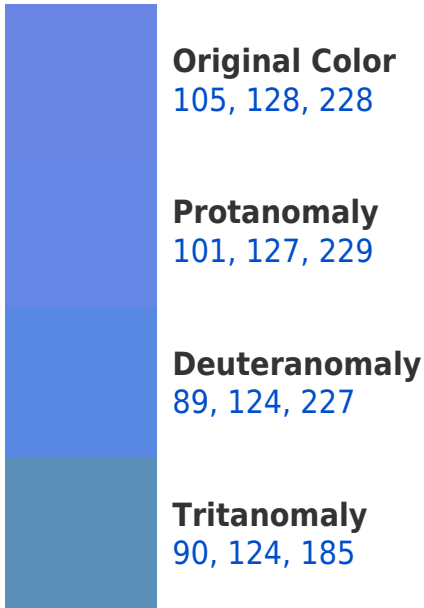 Original Color
105, 128, 228
Protanomaly
101, 127, 229
Deuteranomaly
89, 124, 227
Tritanomaly
90, 124, 185